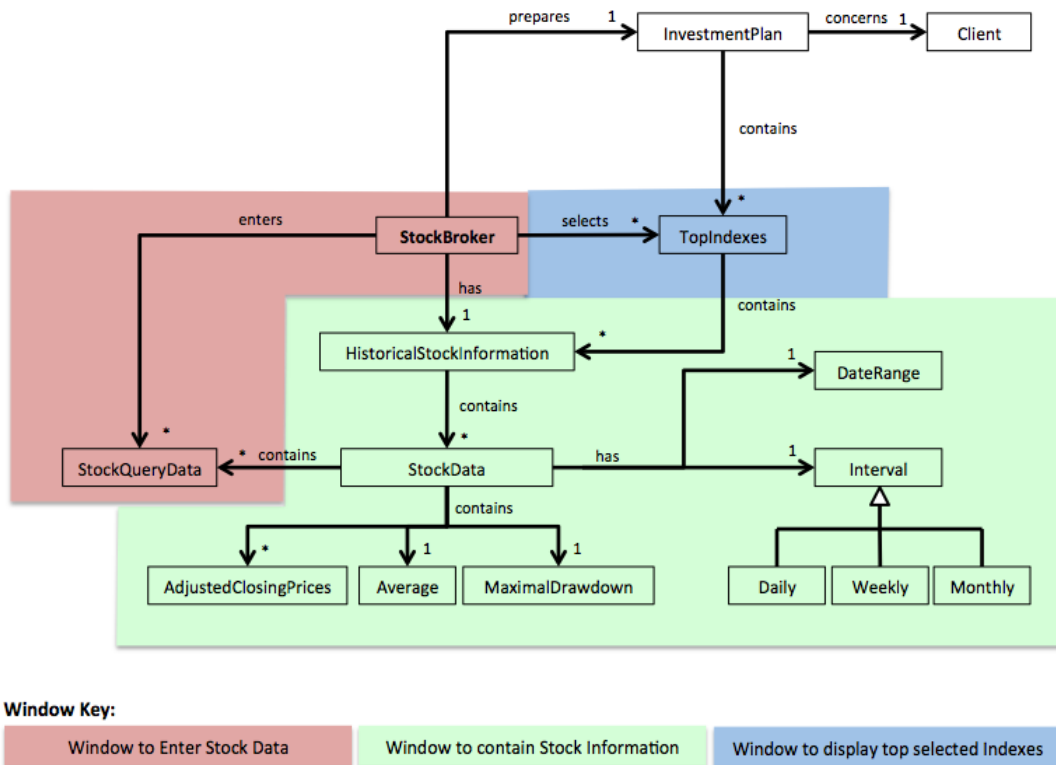 prepares 1 InvestmentPlan concerns 1 Client
contains
*
enters StockBroker selects * TopIndexes
has
1
contains
HistoricalStockInformation *
1 DateRange
contains
*
*
StockQueryData * contains StockData has 1 Interval
contains
* 1 1
AdjustedClosingPrices Average MaximalDrawdown Daily Weekly Monthly
Window Key:
Window to Enter Stock Data Window to contain Stock Information Window to display top selected Indexes